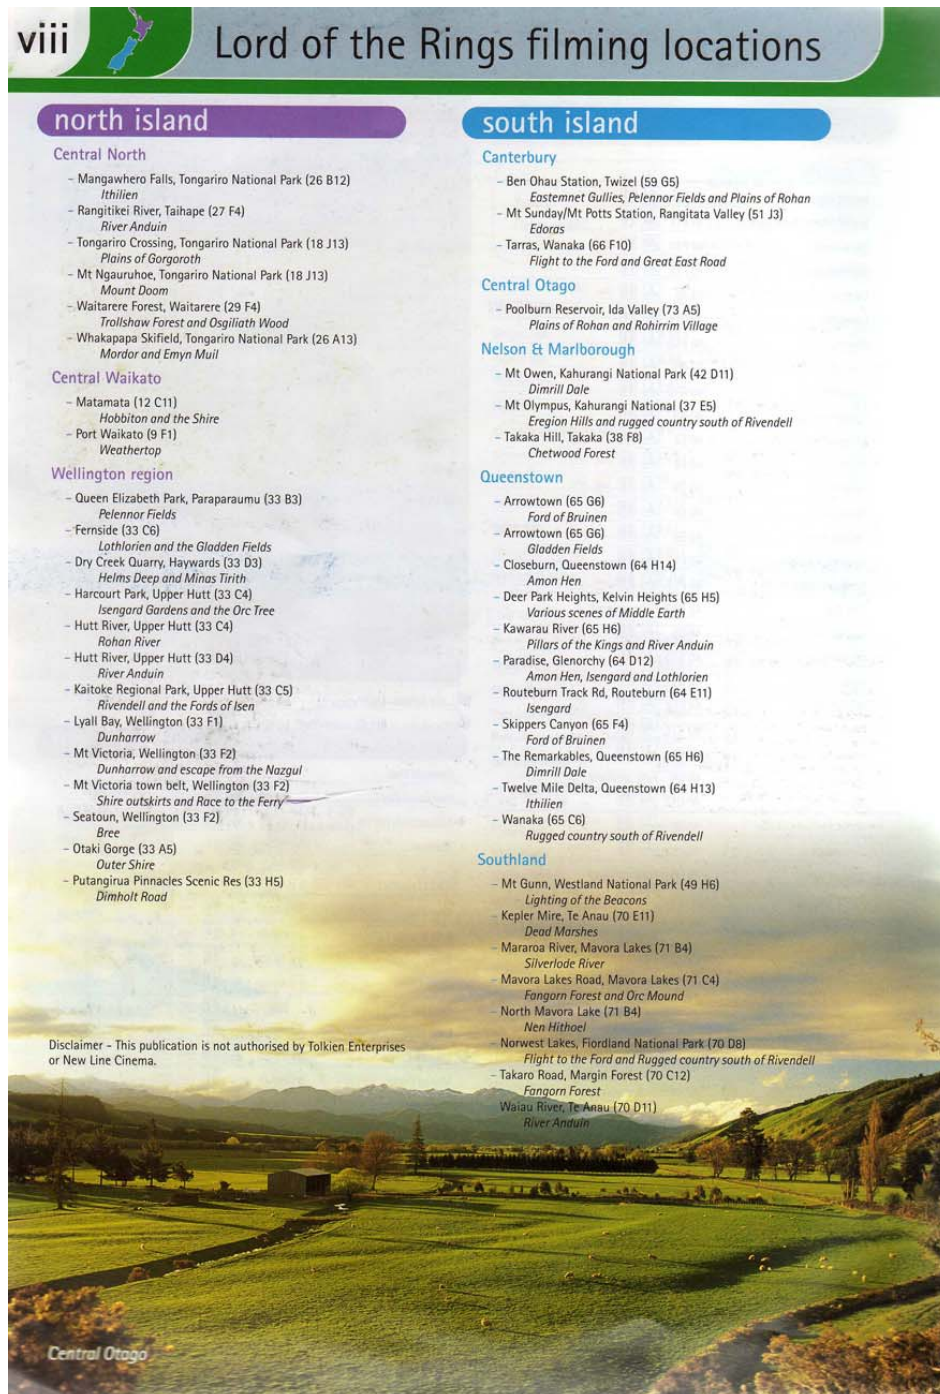 viii
Lord of the Rings filming locations
north island
Central North
- Mangawhero Falls, Tongariro National Park (26 B12)
Ithilien
- Rangitikei River, Taihape (27 F4)
River Anduin
- Tongariro Crossing, Tongariro National Park (18 J13)
Plains of Gorgoroth
- Mt Ngauruhoe, Tongariro National Park (18 J13)
Mount Doom
- Waitarere Forest, Waitarere (29 F4)
Trollshaw Forest and Osgiliath Wood
- Whakapapa Skifield, Tongariro National Park (26 A13)
Mordor and Emyn Muil
Central Waikato
- Matamata (12 C11)
Hobbiton and the Shire
- Port Waikato (9 F1)
Weathertop
Wellington region
- Queen Elizabeth Park, Paraparaumu (33 B3)
Pelennor Fields
- Fernside (33 C6)
Lothlorien and the Gladden Fields
- Dry Creek Quarry, Haywards (33 D3)
Helms Deep and Minas Tirith
- Harcourt Park, Upper Hutt (33 C4)
Isengard Gardens and the Orc Tree
- Hutt River, Upper Hutt (33 C4)
Rohan River
- Hutt River, Upper Hutt (33 D4)
River Anduin
- Kaitoke Regional Park, Upper Hutt (33 C5)
Rivendell and the Fords of Isen
- Lyall Bay, Wellington (33 F1)
Dunharrow
- Mt Victoria, Wellington (33 F2)
Dunharrow and escape from the Nazgul
- Mt Victoria town belt, Wellington (33 F2)
Shire outskirts and Race to the Ferry
- Seatoun, Wellington (33 F2)
Bree
- Otaki Gorge (33 A5)
Outer Shire
- Putangirua Pinnacles Scenic Res (33 H5)
Dimholt Road
Disclaimer - This publication is not authorised by Tolkien Enterprises
or New Line Cinema.
south island
Canterbury
- Ben Ohau Station, Twizel (59 G5)
Eastemnet Gullies, Pelennor Fields and Plains of Rohan
- Mt Sunday/Mt Potts Station, Rangitata Valley (51 J3)
Edoras
- Tarras, Wanaka (66 F10)
Flight to the Ford and Great East Road
Central Otago
- Poolburn Reservoir, Ida Valley (73 A5)
Plains of Rohan and Rohirrim Village
Nelson & Marlborough
- Mt Owen, Kahurangi National Park (42 D11)
Dimrill Dale
- Mt Olympus, Kahurangi National (37 E5)
Eregion Hills and rugged country south of Rivendell
- Takaka Hill, Takaka (38 F8)
Chetwood Forest
Queenstown
- Arrowtown (65 G6)
Ford of Bruinen
- Arrowtown (65 G6)
Gladden Fields
- Closeburn, Queenstown (64 H14)
Amon Hen
- Deer Park Heights, Kelvin Heights (65 H5)
Various scenes of Middle Earth
- Kawarau River (65 H6)
Pillars of the Kings and River Anduin
- Paradise, Glenorchy (64 D12)
Amon Hen, Isengard and Lothlorien
- Routeburn Track Rd, Routeburn (64 E11)
Isengard
- Skippers Canyon (65 F4)
Ford of Bruinen
- The Remarkables, Queenstown (65 H6)
Dimrill Dale
- Twelve Mile Delta, Queenstown (64 H13)
Ithilien
- Wanaka (65 C6)
Rugged country south of Rivendell
Southland
- Mt Gunn, Westland National Park (49 H6)
Lighting of the Beacons
- Kepler Mire, Te Anau (70 E11)
Dead Marshes
- Mararoa River, Mavora Lakes (71 B4)
Silverlode River
- Mavora Lakes Road, Mavora Lakes (71 C4)
Fangorn Forest and Orc Mound
- North Mavora Lake (71 B4)
Nen Hithoel
- Norwest Lakes, Fiordland National Park (70 D8)
Flight to the Ford and Rugged country south of Rivendell
- Takaro Road, Margin Forest (70 C12)
Fangorn Forest
Waiau River, Te Anau (70 D11)
River Anduin
Central Otago